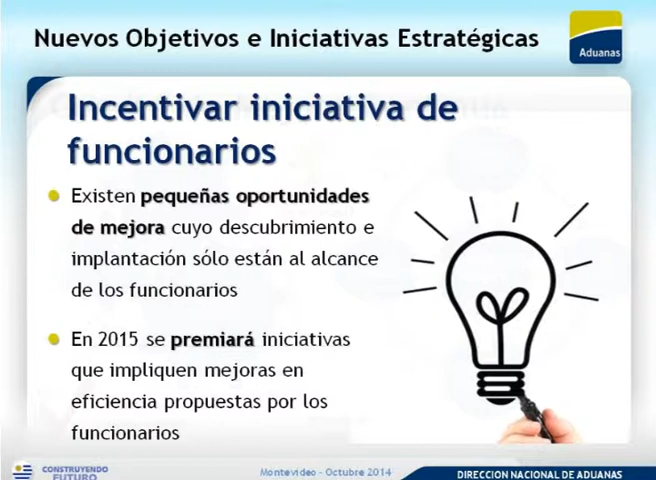 Nuevos Objetivos e Iniciativas Estratégicas
Aduanas
Incentivar iniciativa de
funcionarios
Existen pequeñas oportunidades
de mejora cuyo descubrimiento e
implantación sólo están al alcance
de los funcionarios
En 2015 se premiará iniciativas
que impliquen mejoras en
eficiencia propuestas por los
funcionarios
CONSTRUYENDO
FUTURO
Montevideo - Octubre 2014
DIRECCION NACIONAL DE ADUANAS